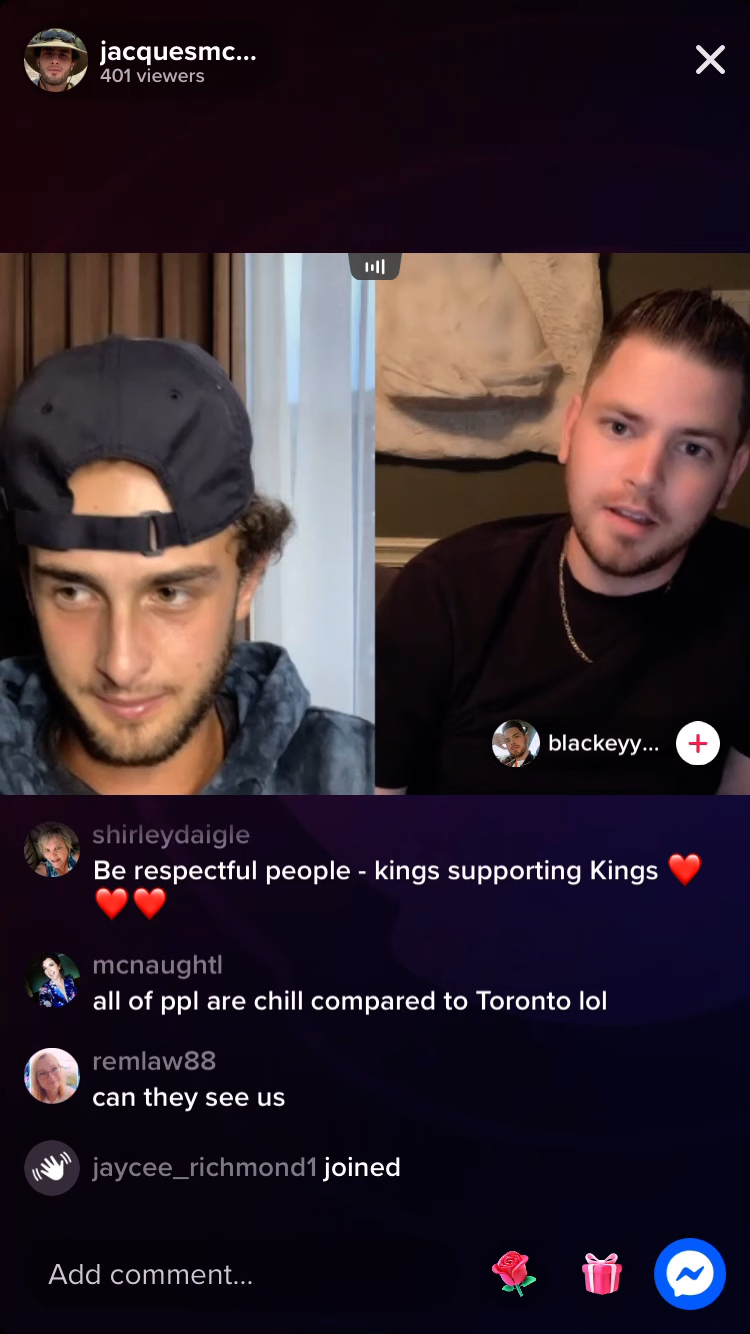 jacquesmc...
401 viewers
blackeyy...
shirleydaigle
Be respectful people - kings supporting Kings ❤️
❤️❤️
mcnaughtl
all of ppl are chill compared to Toronto lol
remlaw88
can they see us
jaycee_richmond1 joined
Add comment...